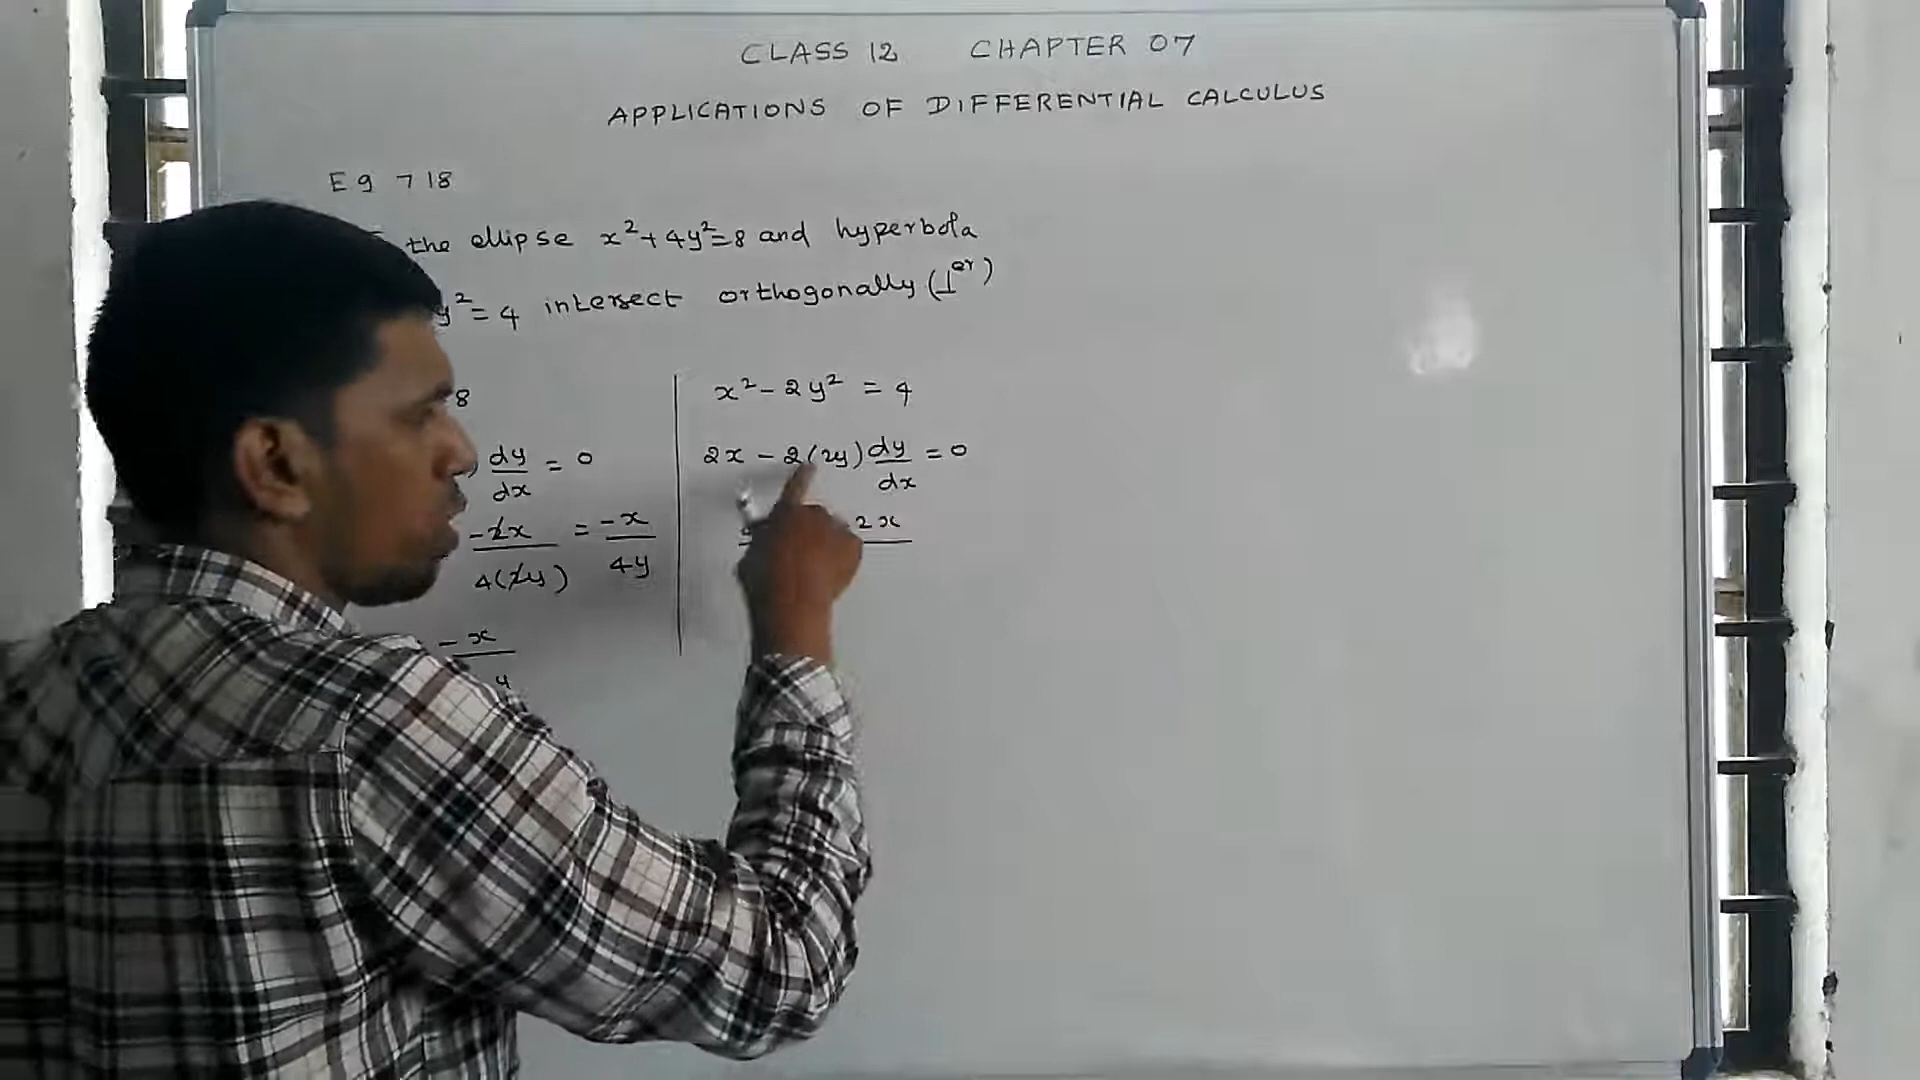 CLASS 12 CHAPTER 07
APPLICATIONS OF DIFFERENTIAL CALCULUS
Eg 7 18
the ellipse x²+4y²=8 and hyperbola
y²=4 intersect orthogonally (⊥er)
8
) dy/dx = 0
-2x/4(2y) = -x/4y
-x/y
x²-2y² = 4
2x - 2(2y) dy/dx = 0
-2x